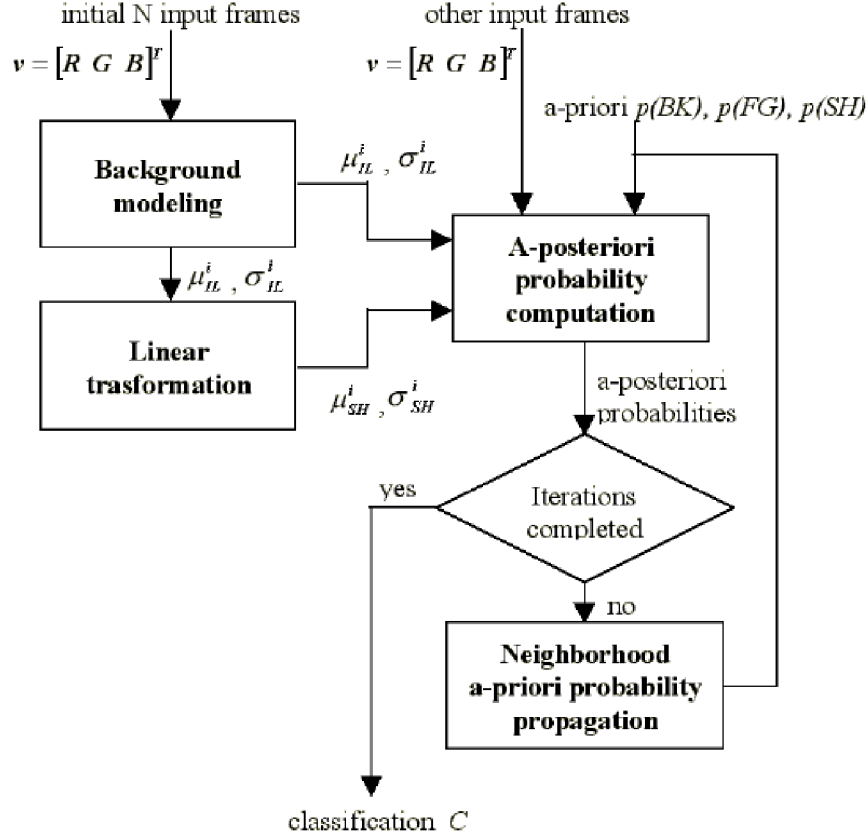 initial N input frames
other input frames
v = [R G B]^T
v = [R G B]^T
a-priori p(BK), p(FG), p(SH)
Background
modeling
μ^i_IL , σ^i_IL
A-posteriori
probability
computation
μ^i_IL , σ^i_IL
Linear
trasformation
μ^i_SH , σ^i_SH
a-posteriori
probabilities
yes
Iterations
completed
no
Neighborhood
a-priori probability
propagation
classification C